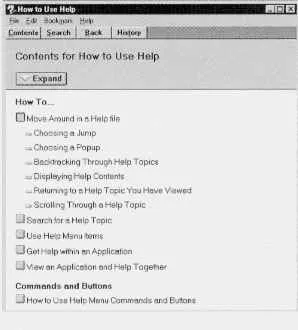 How to Use Help
File Edit Bookmark Help
Contents Search Back History
Contents for How to Use Help
Expand
How To...
Move Around in a Help file
Choosing a Jump
Choosing a Popup
Backtracking Through Help Topics
Displaying Help Contents
Returning to a Help Topic You Have Viewed
Scrolling Through a Help Topic
Search for a Help Topic
Use Help Menu Items
Get Help within an Application
View an Application and Help Together
Commands and Buttons
How to Use Help Menu Commands and Buttons